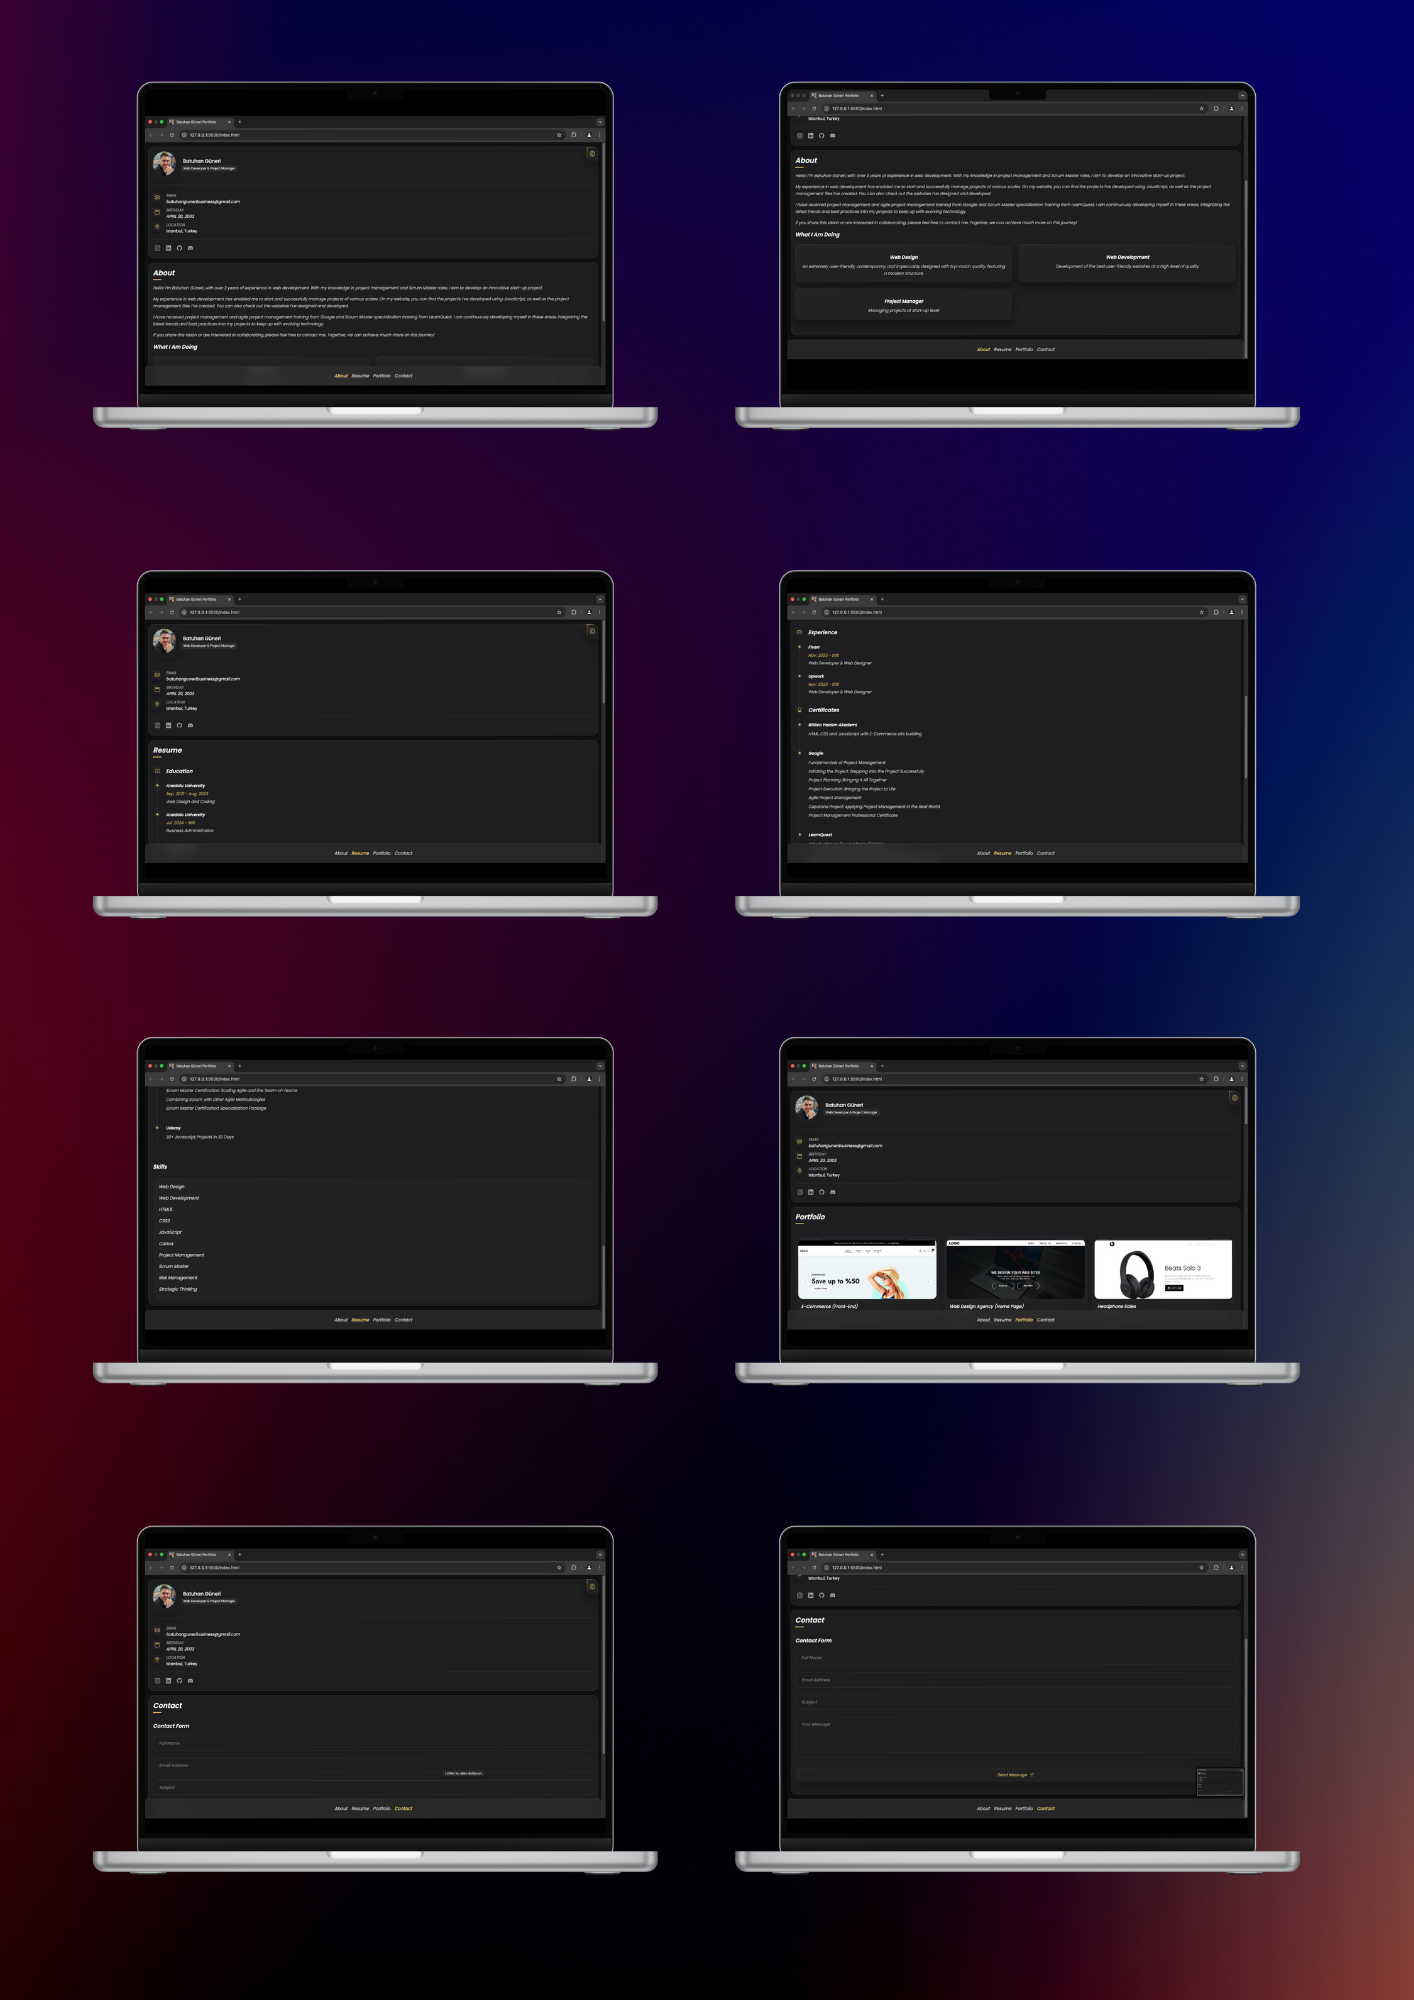 Batuhan Güneri Portfolio
127.0.0.1:5500/index.html
Batuhan Güneri
Web Developer & Project Manager
EMAIL
batuhanguneribusiness@gmail.com
BIRTHDAY
APRIL 20, 2003
LOCATION
Istanbul, Turkey
About
Hello! I'm Batuhan Güneri, with over 3 years of experience in web development. With my knowledge in project management and Scrum Master roles, I aim to develop an innovative start-up project.
My experience in web development has enabled me to start and successfully manage projects of various scales. On my website, you can find the projects I've developed using JavaScript, as well as the project
management files I've created. You can also check out the websites I've designed and developed.
I have received project management and agile project management training from Google and Scrum Master specialization training from LearnQuest. I am continuously developing myself in these areas, integrating the
latest trends and best practices into my projects to keep up with evolving technology.
If you share this vision or are interested in collaborating, please feel free to contact me. Together, we can achieve much more on this journey!
What I Am Doing
About Resume Portfolio Contact
Batuhan Güneri Portfolio
127.0.0.1:5500/index.html
Istanbul, Turkey
About
Hello! I'm Batuhan Güneri, with over 3 years of experience in web development. With my knowledge in project management and Scrum Master roles, I aim to develop an innovative start-up project.
My experience in web development has enabled me to start and successfully manage projects of various scales. On my website, you can find the projects I've developed using JavaScript, as well as the project
management files I've created. You can also check out the websites I've designed and developed.
I have received project management and agile project management training from Google and Scrum Master specialization training from LearnQuest. I am continuously developing myself in these areas, integrating the
latest trends and best practices into my projects to keep up with evolving technology.
If you share this vision or are interested in collaborating, please feel free to contact me. Together, we can achieve much more on this journey!
What I Am Doing
Web Design
An extremely user-friendly, contemporary and impeccably designed with top-notch quality, featuring
a modern structure.
Web Development
Development of the best user-friendly websites at a high level of quality.
Project Manager
Managing projects at start-up level
About Resume Portfolio Contact
Batuhan Güneri Portfolio
127.0.0.1:5500/index.html
Batuhan Güneri
Web Developer & Project Manager
EMAIL
batuhanguneribusiness@gmail.com
BIRTHDAY
APRIL 20, 2003
LOCATION
Istanbul, Turkey
Resume
Education
Anadolu University
Sep. 2021 - Aug. 2023
Web Design and Coding
Anadolu University
Jul. 2024 - Still
Business Administration
About Resume Portfolio Contact
Batuhan Güneri Portfolio
127.0.0.1:5500/index.html
Experience
Fiverr
Nov. 2023 - Still
Web Developer & Web Designer
Upwork
Nov. 2023 - Still
Web Developer & Web Designer
Certificates
Bilişen Yazılım Akademi
HTML, CSS and JavaScript with E-Commerce site building
Google
Fundamentals of Project Management
Initiating the Project: Stepping into the Project Successfully
Project Planning: Bringing It All Together
Project Execution: Bringing the Project to Life
Agile Project Management
Capstone Project: Applying Project Management in the Real World
Project Management Professional Certificate
LearnQuest
About Resume Portfolio Contact
Batuhan Güneri Portfolio
127.0.0.1:5500/index.html
Scrum Master Certification: Scaling Agile and the Team-of-Teams
Combining Scrum with Other Agile Methodologies
Scrum Master Certification Specialization Package
Udemy
20+ Javascript Projects in 20 Days
Skills
Web Design
Web Development
HTML5
CSS3
JavaScript
Canva
Project Management
Scrum Master
Risk Management
Strategic Thinking
About Resume Portfolio Contact
Batuhan Güneri Portfolio
127.0.0.1:5500/index.html
Batuhan Güneri
Web Developer & Project Manager
EMAIL
batuhanguneribusiness@gmail.com
BIRTHDAY
APRIL 20, 2003
LOCATION
Istanbul, Turkey
Portfolio
LOGO
Save up to %50
LOGO
WE DESIGN YOUR WEB SITES
Beats Solo 3
E-Commerce (Front-End)
Web Design Agency (Home Page)
Headphone Sales
About Resume Portfolio Contact
Batuhan Güneri Portfolio
127.0.0.1:5500/index.html
Batuhan Güneri
Web Developer & Project Manager
EMAIL
batuhanguneribusiness@gmail.com
BIRTHDAY
APRIL 20, 2003
LOCATION
Istanbul, Turkey
Contact
Contact Form
Full Name
Email Address
Subject
About Resume Portfolio Contact
Batuhan Güneri Portfolio
127.0.0.1:5500/index.html
Istanbul, Turkey
Contact
Contact Form
Full Name
Email Address
Subject
Your Message
Send Message
About Resume Portfolio Contact